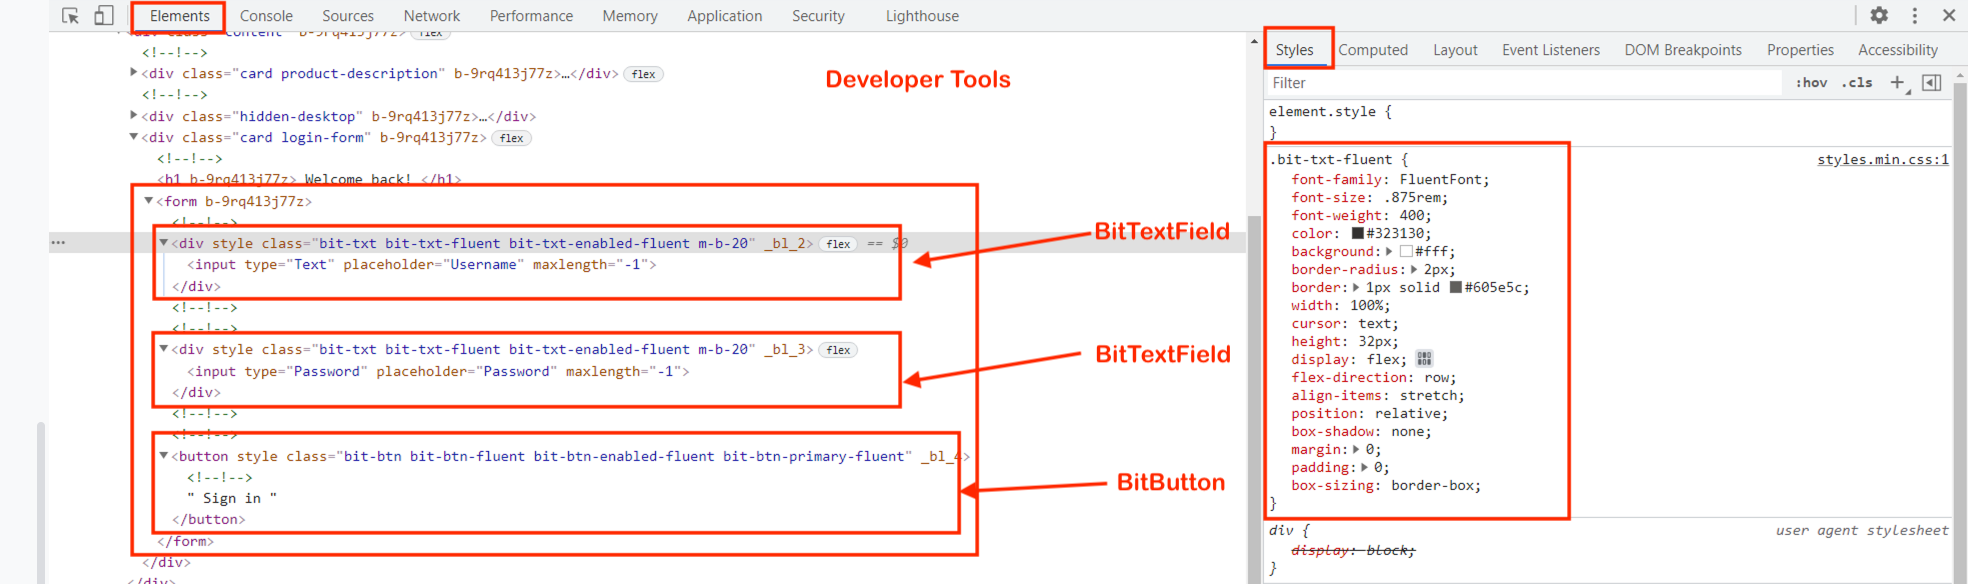 Elements Console Sources Network Performance Memory Application Security Lighthouse
content" b-9rq413j77z> flex
<!--!-->
<div class="card product-description" b-9rq413j77z>…</div> flex
<!--!-->
<div class="hidden-desktop" b-9rq413j77z>…</div>
<div class="card login-form" b-9rq413j77z> flex
<!--!-->
<h1 b-9rq413j77z> Welcome back! </h1>
<form b-9rq413j77z>
<!--!-->
<div style class="bit-txt bit-txt-fluent bit-txt-enabled-fluent m-b-20" _bl_2> flex == $0
<input type="Text" placeholder="Username" maxlength="-1">
</div>
<!--!-->
<!--!-->
<div style class="bit-txt bit-txt-fluent bit-txt-enabled-fluent m-b-20" _bl_3> flex
<input type="Password" placeholder="Password" maxlength="-1">
</div>
<!--!-->
<!--!-->
<button style class="bit-btn bit-btn-fluent bit-btn-enabled-fluent bit-btn-primary-fluent" _bl_4>
<!--!-->
" Sign in "
</button>
</form>
</div>
</div>
Developer Tools
BitTextField
BitTextField
BitButton
Styles Computed Layout Event Listeners DOM Breakpoints Properties Accessibility
Filter :hov .cls +
element.style {
}
.bit-txt-fluent { styles.min.css:1
font-family: FluentFont;
font-size: .875rem;
font-weight: 400;
color: #323130;
background: #fff;
border-radius: 2px;
border: 1px solid #605e5c;
width: 100%;
cursor: text;
height: 32px;
display: flex;
flex-direction: row;
align-items: stretch;
position: relative;
box-shadow: none;
margin: 0;
padding: 0;
box-sizing: border-box;
}
div { user agent stylesheet
display: block;
}